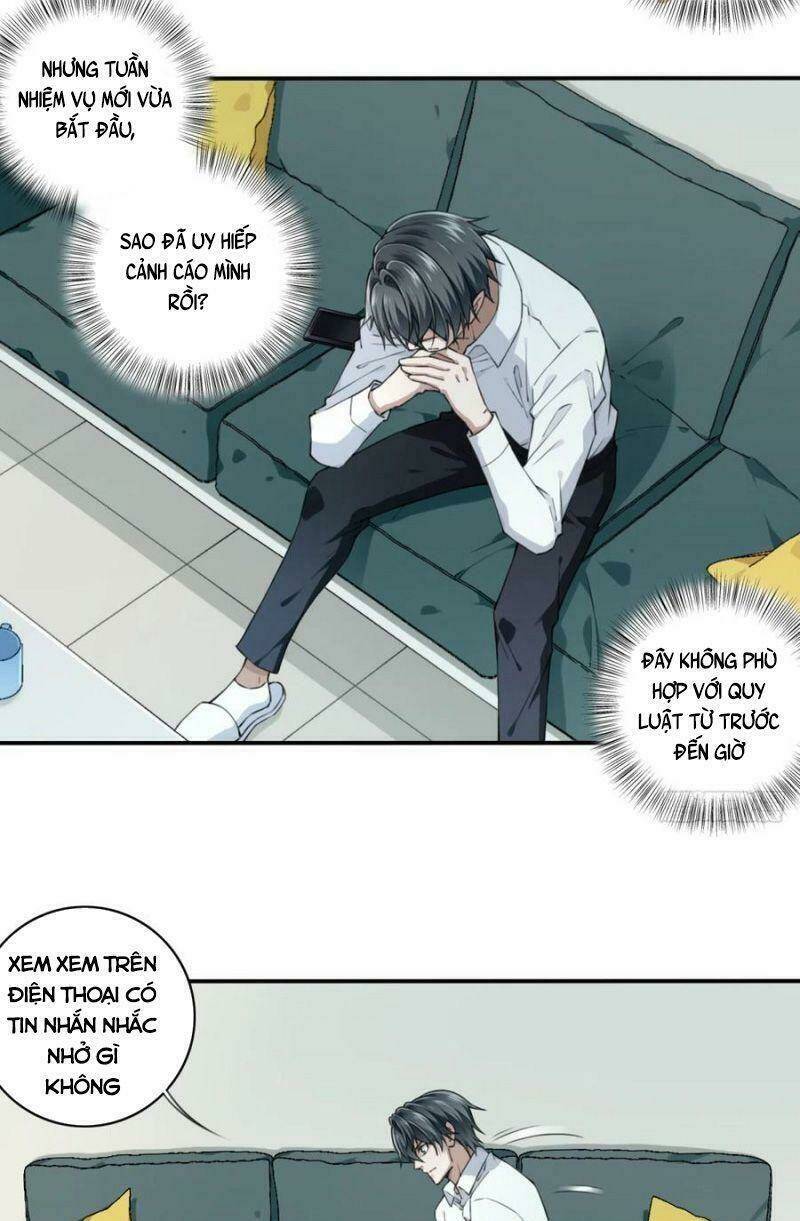 NHƯNG TUẦN
NHIỆM VỤ MỚI VỪA
BẮT ĐẦU,
SAO ĐÃ UY HIẾP
CẢNH CÁO MÌNH
RỒI?
ĐÂY KHÔNG PHÙ
HỢP VỚI QUY
LUẬT TỪ TRƯỚC
ĐẾN GIỜ
XEM XEM TRÊN
ĐIỆN THOẠI CÓ
TIN NHẮN NHẮC
NHỞ GÌ
KHÔNG